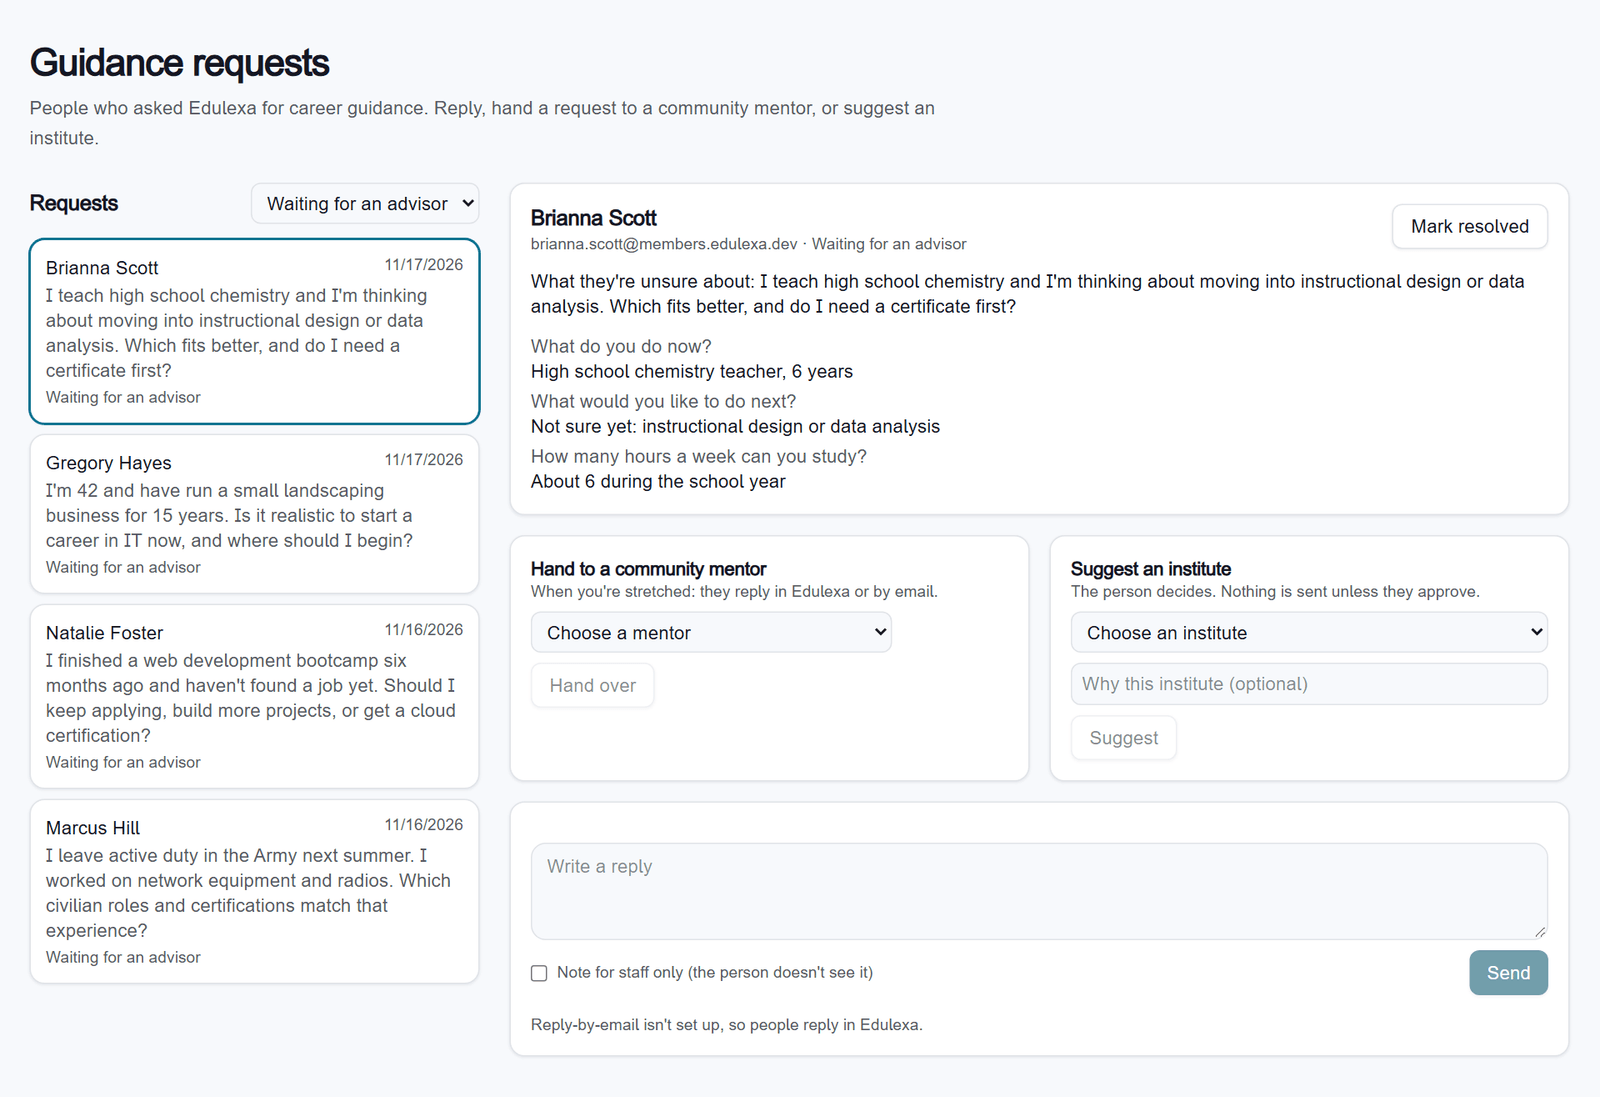 Guidance requests
People who asked Edulexa for career guidance. Reply, hand a request to a community mentor, or suggest an
institute.
Requests
Waiting for an advisor
Brianna Scott
11/17/2026
I teach high school chemistry and I'm thinking
about moving into instructional design or data
analysis. Which fits better, and do I need a
certificate first?
Waiting for an advisor
Gregory Hayes
11/17/2026
I'm 42 and have run a small landscaping
business for 15 years. Is it realistic to start a
career in IT now, and where should I begin?
Waiting for an advisor
Natalie Foster
11/16/2026
I finished a web development bootcamp six
months ago and haven't found a job yet. Should I
keep applying, build more projects, or get a cloud
certification?
Waiting for an advisor
Marcus Hill
11/16/2026
I leave active duty in the Army next summer. I
worked on network equipment and radios. Which
civilian roles and certifications match that
experience?
Waiting for an advisor
Brianna Scott
brianna.scott@members.edulexa.dev · Waiting for an advisor
Mark resolved
What they're unsure about: I teach high school chemistry and I'm thinking about moving into instructional design or data
analysis. Which fits better, and do I need a certificate first?
What do you do now?
High school chemistry teacher, 6 years
What would you like to do next?
Not sure yet: instructional design or data analysis
How many hours a week can you study?
About 6 during the school year
Hand to a community mentor
When you're stretched: they reply in Edulexa or by email.
Choose a mentor
Hand over
Suggest an institute
The person decides. Nothing is sent unless they approve.
Choose an institute
Why this institute (optional)
Suggest
Write a reply
Note for staff only (the person doesn't see it)
Send
Reply-by-email isn't set up, so people reply in Edulexa.